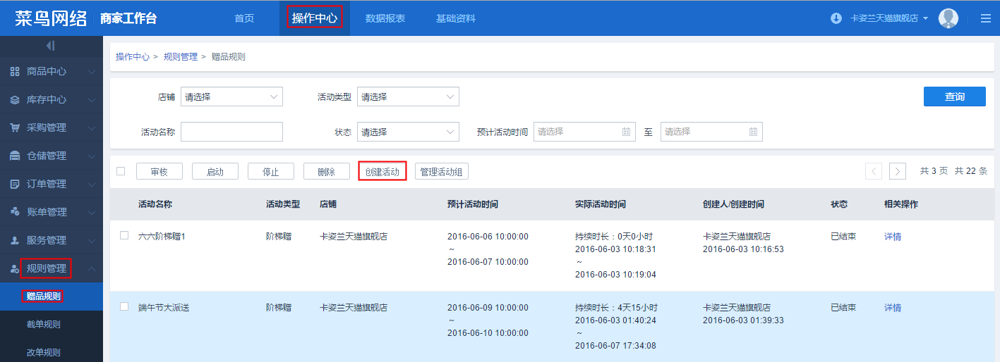 菜鸟网络 商家工作台 首页 操作中心 数据报表 基础资料 卡姿兰天猫旗舰店
商品中心
库存中心
采购管理
仓储管理
订单管理
账单管理
服务管理
规则管理
赠品规则
截单规则
改单规则
操作中心 > 规则管理 > 赠品规则
店铺 请选择 活动类型 请选择 查询
活动名称 状态 请选择 预计活动时间 请选择 至 请选择
审核 启动 停止 删除 创建活动 管理活动组 共 3 页 共 22 条
活动名称 活动类型 店铺 预计活动时间 实际活动时间 创建人/创建时间 状态 相关操作
六六阶梯赠1 阶梯赠 卡姿兰天猫旗舰店 2016-06-06 10:00:00 持续时长：0天0小时 卡姿兰天猫旗舰店 已结束 详情
~ 2016-06-03 10:18:31 2016-06-03 10:16:53
2016-06-07 10:00:00 ~
2016-06-03 10:19:04
端午节大派送 阶梯赠 卡姿兰天猫旗舰店 2016-06-09 10:00:00 持续时长：4天15小时 卡姿兰天猫旗舰店 已结束 详情
~ 2016-06-03 01:40:24 2016-06-03 01:39:33
2016-06-10 10:00:00 ~
2016-06-07 17:34:08